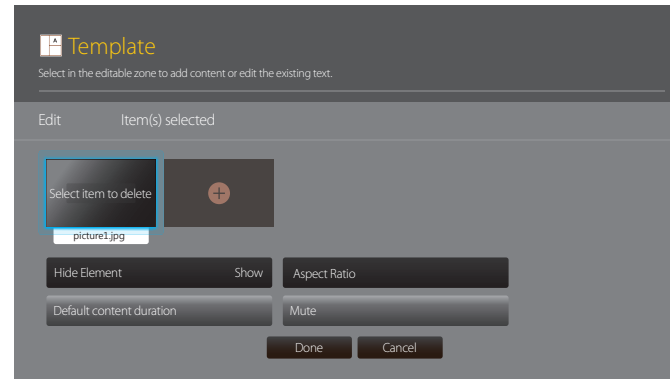 Template
Select in the editable zone to add content or edit the existing text.
Edit Item(s) selected
Select item to delete
picture1.jpg
Hide Element Show Aspect Ratio
Default content duration Mute
Done Cancel